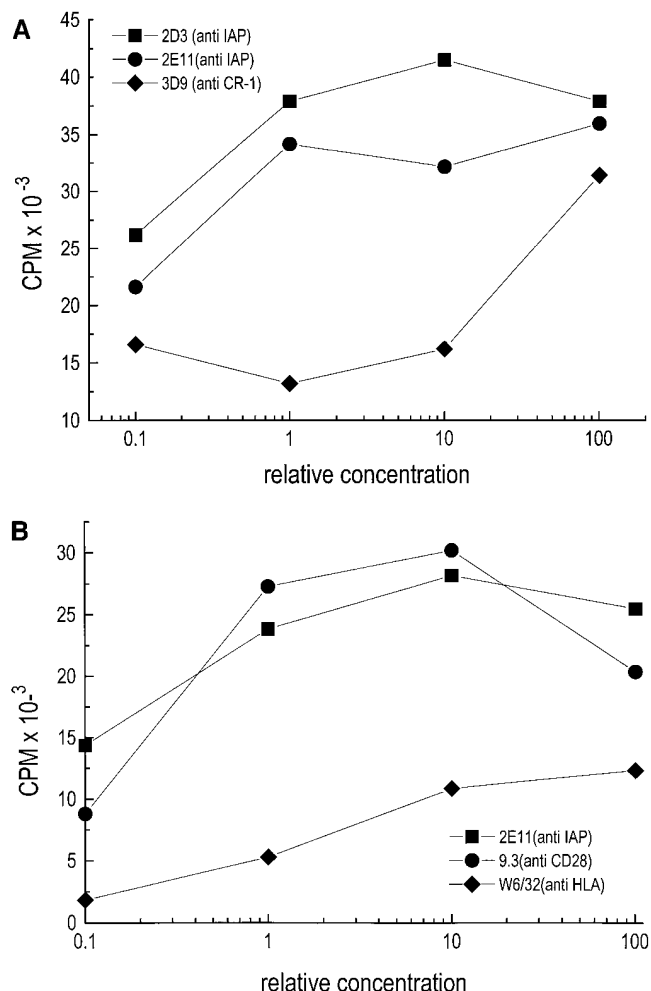 A
2D3 (anti IAP)
2E11(anti IAP)
3D9 (anti CR-1)
45
40
35
30
25
20
15
10
CPM x 10 -3
0.1 1 10 100
relative concentration
B
30
25
20
15
10
5
0
CPM x 10-3
2E11(anti IAP)
9.3(anti CD28)
W6/32(anti HLA)
0.1 1 10 100
relative concentration